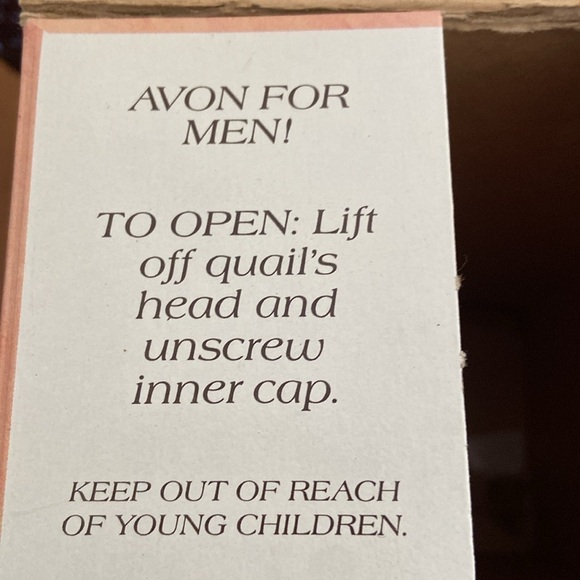 AVON FOR
MEN!
TO OPEN: Lift
off quail's
head and
unscrew
inner cap.
KEEP OUT OF REACH
OF YOUNG CHILDREN.